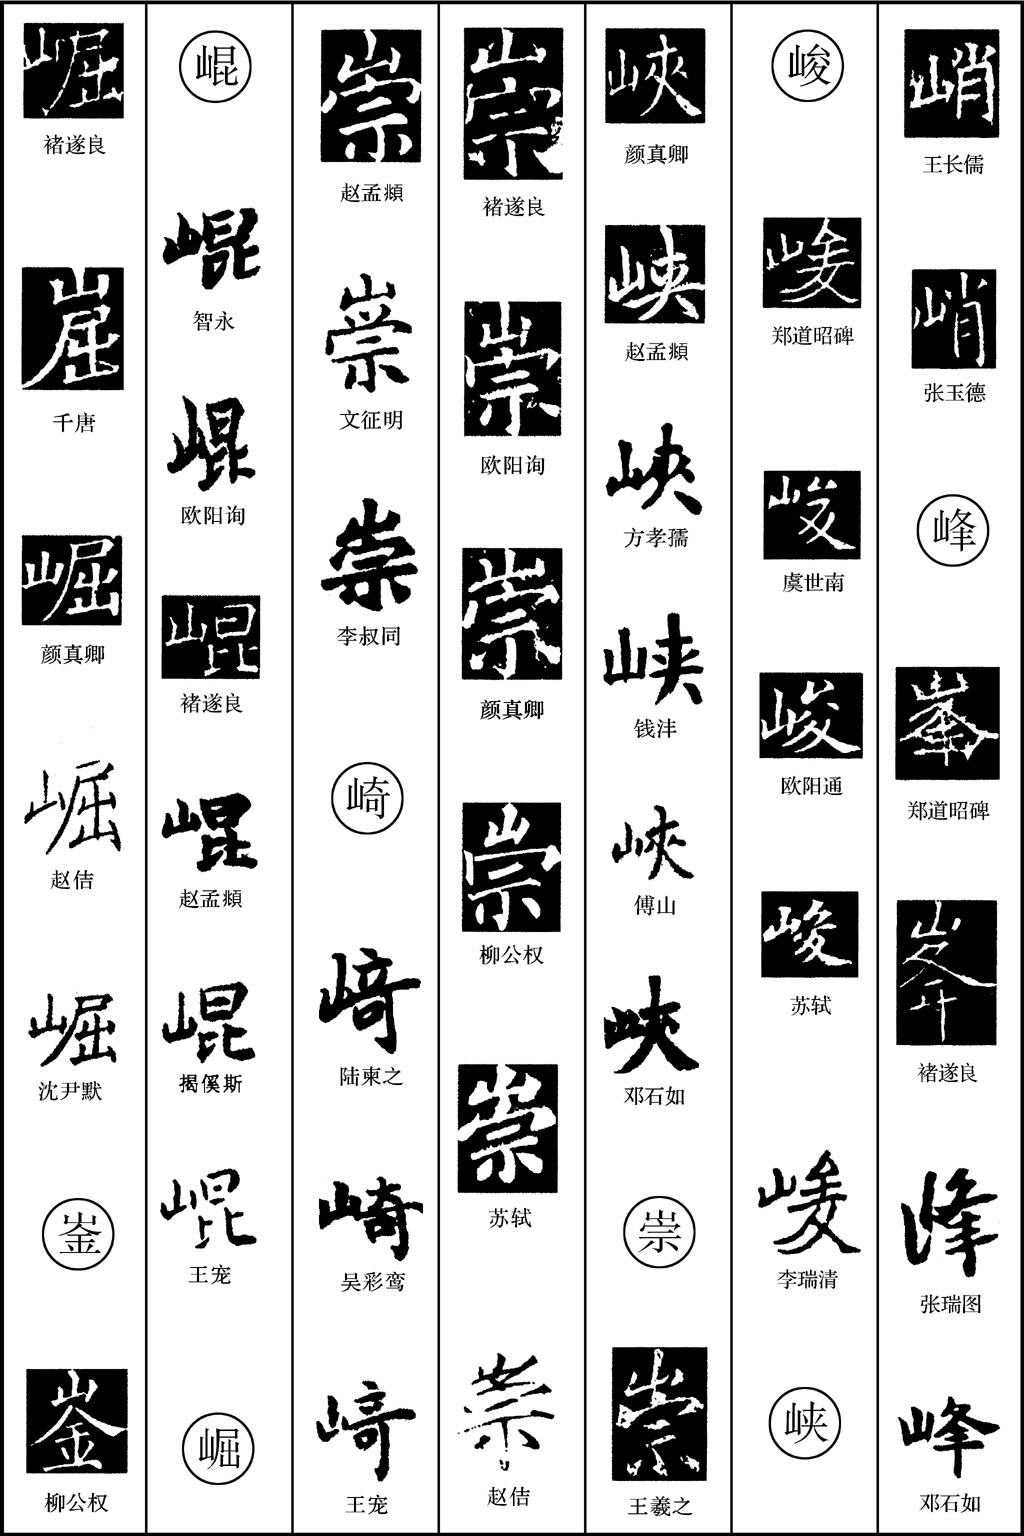 峭
王长儒
峭
张玉德
峰
峯
郑道昭碑
峯
褚遂良
峰
张瑞图
峰
邓石如
峻
峻
郑道昭碑
峻
虞世南
峻
欧阳通
峻
苏轼
峻
李瑞清
峡
峽
颜真卿
峡
赵孟頫
峡
方孝孺
峡
钱沣
峽
傅山
峽
邓石如
崇
崇
王羲之
崇
褚遂良
崇
欧阳询
崇
颜真卿
崇
柳公权
崇
苏轼
崇
赵佶
崇
赵孟頫
崇
文征明
崇
李叔同
崎
崎
陆柬之
崎
吴彩鸾
崎
王宠
崐
崐
智永
崐
欧阳询
崐
褚遂良
崐
赵孟頫
崐
揭傒斯
崐
王宠
崛
崛
褚遂良
崛
千唐
崛
颜真卿
崛
赵佶
崛
沈尹默
崟
崟
柳公权